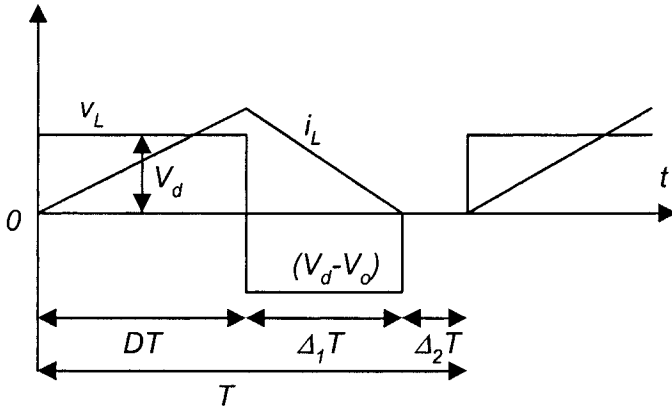 v_L
i_L
V_d
t
0
(V_d-V_o)
DT
Δ_1T
Δ_2T
T